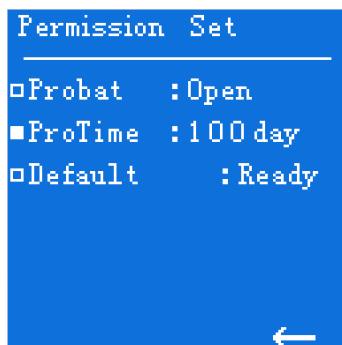 Permission Set
Probat :Open
ProTime :100day
Default :Ready